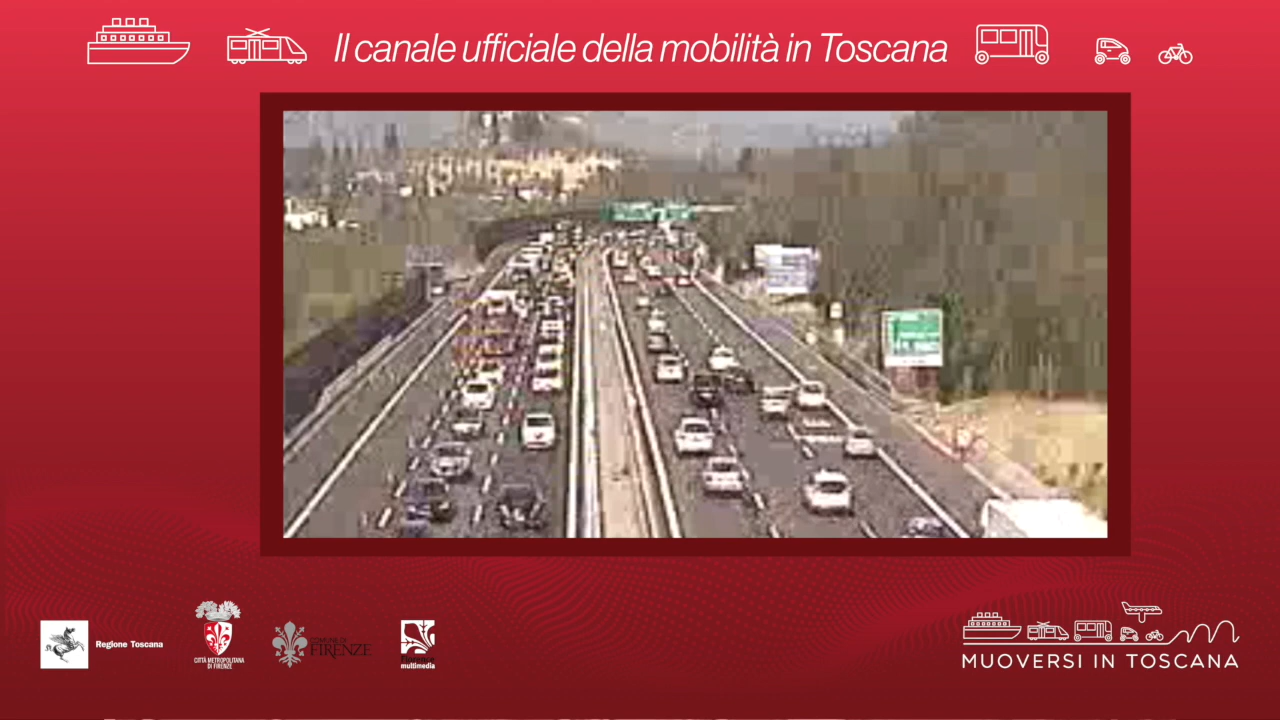 Il canale ufficiale della mobilità in Toscana
Regione Toscana
CITTÀ METROPOLITANA
DI FIRENZE
COMUNE DI
FIRENZE
multimedia
MUOVERSI IN TOSCANA